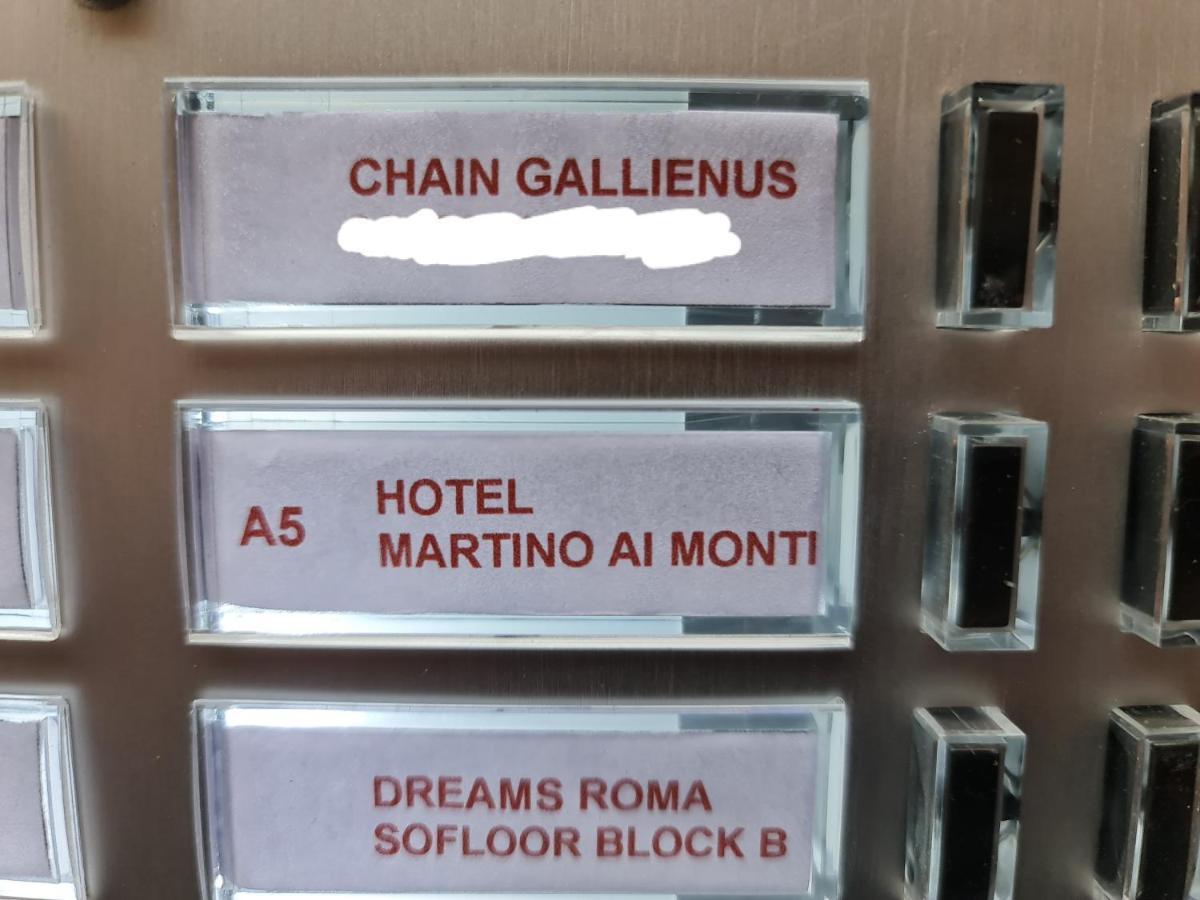 CHAIN GALLIENUS
A5
HOTEL
MARTINO AI MONTI
DREAMS ROMA
SOFLOOR BLOCK B